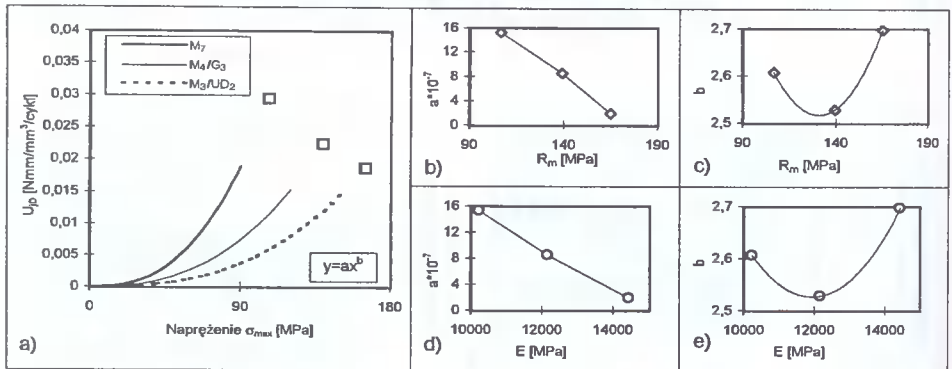 0,04
0,035
0,03
0,025
0,02
0,015
0,01
0,005
0
U_jp [Nmm/mm³/cykl]
M₇
M₄/G₃
M₃/UD₂
y=ax^b
0 90 180
Naprężenie σ_max [MPa]
a)
16
12
8
4
0
a*10⁻⁷
90 140 190
R_m [MPa]
b)
2,7
2,6
2,5
b
90 140 190
R_m [MPa]
c)
16
12
8
4
0
a*10⁻⁷
10000 12000 14000
E [MPa]
d)
2,7
2,6
2,5
b
10000 12000 14000
E [MPa]
e)